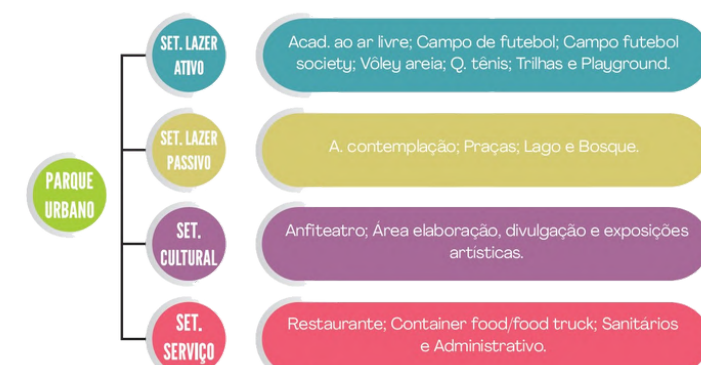 PARQUE
URBANO
SET. LAZER
ATIVO
Acad. ao ar livre; Campo de futebol; Campo futebol
society; Vôley areia; Q. tênis; Trilhas e Playground.
SET. LAZER
PASSIVO
A. contemplação; Praças; Lago e Bosque.
SET.
CULTURAL
Anfiteatro; Área elaboração, divulgação e exposições
artísticas.
SET.
SERVIÇO
Restaurante; Container food/food truck; Sanitários
e Administrativo.